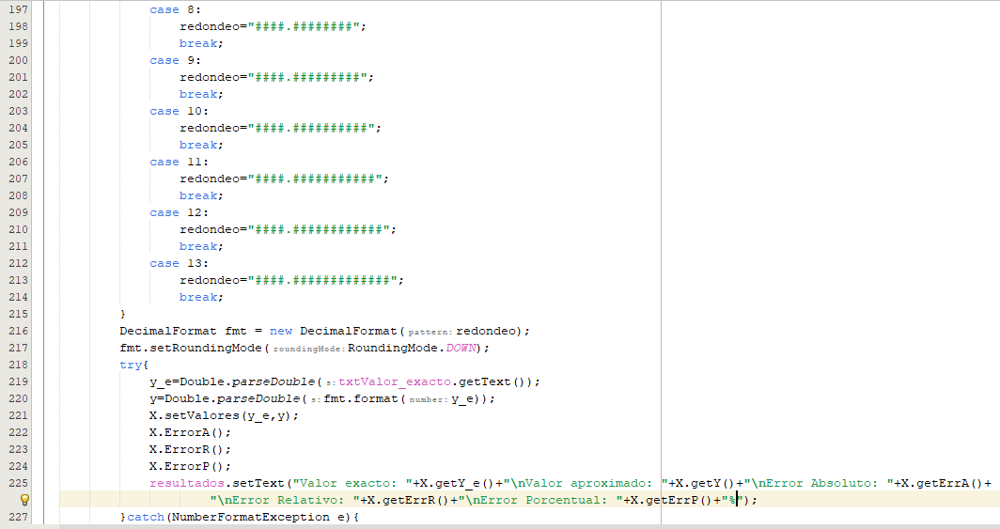 197 case 8:
198 redondeo="####.########";
199 break;
200 case 9:
201 redondeo="####.#########";
202 break;
203 case 10:
204 redondeo="####.##########";
205 break;
206 case 11:
207 redondeo="####.###########";
208 break;
209 case 12:
210 redondeo="####.############";
211 break;
212 case 13:
213 redondeo="####.#############";
214 break;
215 }
216 DecimalFormat fmt = new DecimalFormat( pattern: redondeo);
217 fmt.setRoundingMode( roundingMode: RoundingMode.DOWN);
218 try{
219 y_e=Double.parseDouble( s: txtValor_exacto.getText());
220 y=Double.parseDouble( s: fmt.format( number: y_e));
221 X.setValores(y_e,y);
222 X.ErrorA();
223 X.ErrorR();
224 X.ErrorP();
225 resultados.setText("Valor exacto: "+X.getY_e()+"\nValor aproximado: "+X.getY()+"\nError Absoluto: "+X.getErrA()+
"\nError Relativo: "+X.getErrR()+"\nError Porcentual: "+X.getErrP()+"%");
227 }catch(NumberFormatException e){